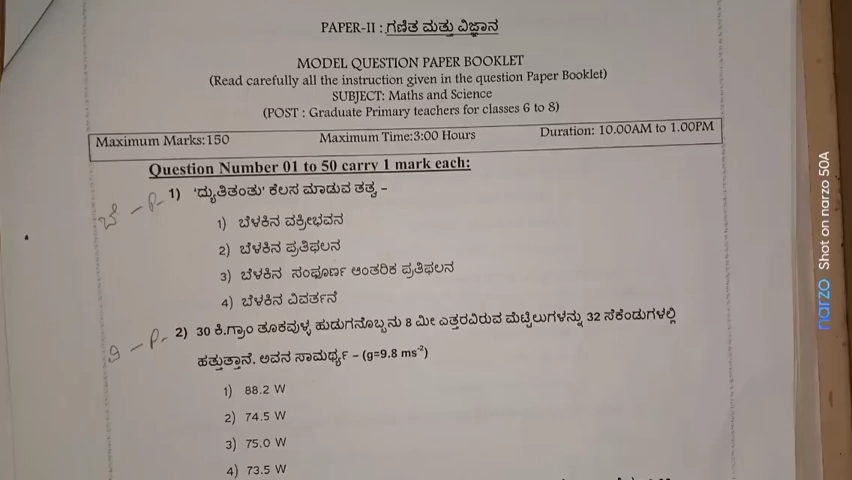 PAPER-II : ಗಣಿತ ಮತ್ತು ವಿಜ್ಞಾನ
MODEL QUESTION PAPER BOOKLET
(Read carefully all the instruction given in the question Paper Booklet)
SUBJECT: Maths and Science
(POST : Graduate Primary teachers for classes 6 to 8)
Maximum Marks:150 Maximum Time:3:00 Hours Duration: 10.00AM to 1.00PM
Question Number 01 to 50 carry 1 mark each:
1) 'ದ್ಯುತಿತಂತು' ಕೆಲಸ ಮಾಡುವ ತತ್ವ –
1) ಬೆಳಕಿನ ವಕ್ರೀಭವನ
2) ಬೆಳಕಿನ ಪ್ರತಿಫಲನ
3) ಬೆಳಕಿನ ಸಂಪೂರ್ಣ ಆಂತರಿಕ ಪ್ರತಿಫಲನ
4) ಬೆಳಕಿನ ವಿವರ್ತನೆ
2) 30 ಕಿ.ಗ್ರಾಂ ತೂಕವುಳ್ಳ ಹುಡುಗನೊಬ್ಬನು 8 ಮೀ ಎತ್ತರವಿರುವ ಮೆಟ್ಟಿಲುಗಳನ್ನು 32 ಸೆಕೆಂಡುಗಳಲ್ಲಿ
ಹತ್ತುತ್ತಾನೆ. ಅವನ ಸಾಮರ್ಥ್ಯ – (g=9.8 ms⁻²)
1) 88.2 W
2) 74.5 W
3) 75.0 W
4) 73.5 W
narzo Shot on narzo 50A